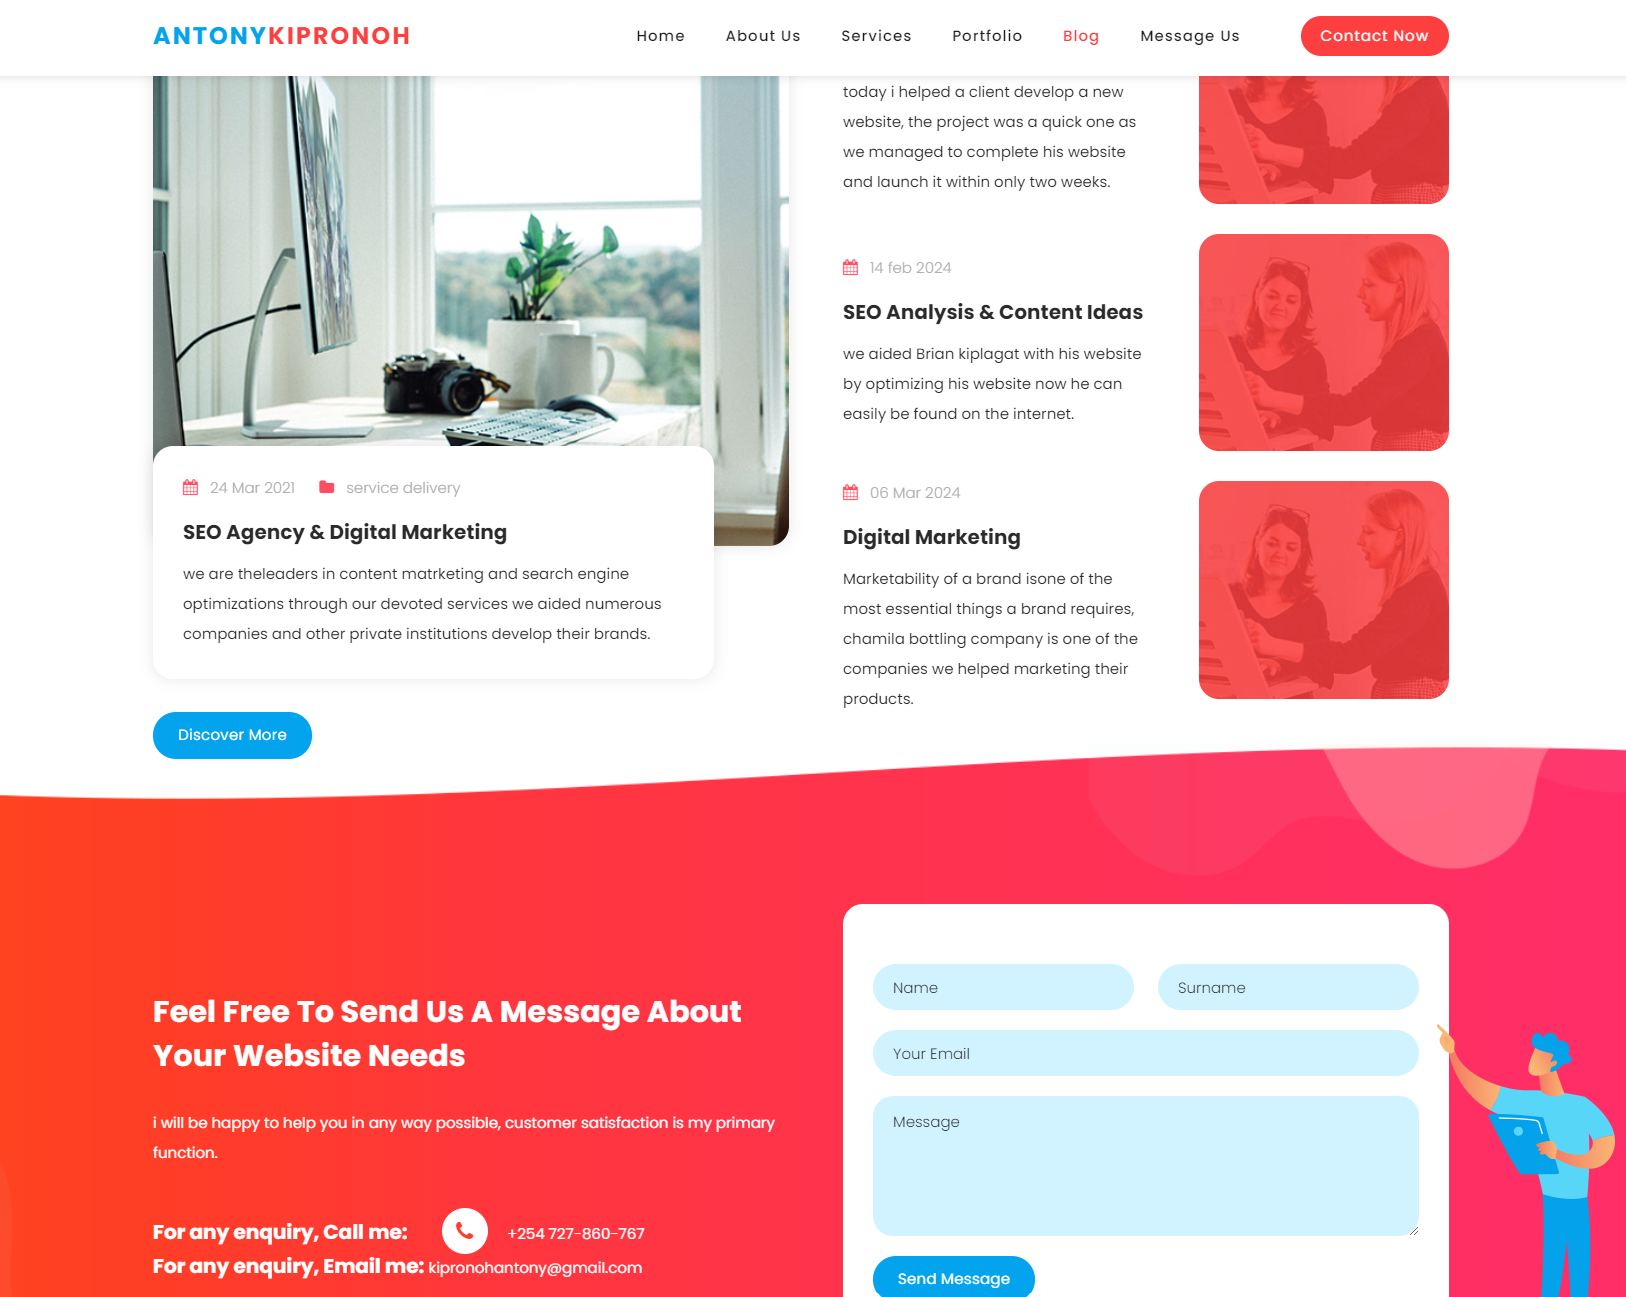 ANTONYKIPRONOH
Home About Us Services Portfolio Blog Message Us Contact Now
today i helped a client develop a new
website, the project was a quick one as
we managed to complete his website
and launch it within only two weeks.
14 feb 2024
SEO Analysis & Content Ideas
we aided Brian kiplagat with his website
by optimizing his website now he can
easily be found on the internet.
06 Mar 2024
Digital Marketing
Marketability of a brand isone of the
most essential things a brand requires,
chamila bottling company is one of the
companies we helped marketing their
products.
24 Mar 2021 service delivery
SEO Agency & Digital Marketing
we are theleaders in content matrketing and search engine
optimizations through our devoted services we aided numerous
companies and other private institutions develop their brands.
Discover More
Feel Free To Send Us A Message About
Your Website Needs
i will be happy to help you in any way possible, customer satisfaction is my primary
function.
For any enquiry, Call me: +254 727-860-767
For any enquiry, Email me: kipronohantony@gmail.com
Name Surname
Your Email
Message
Send Message